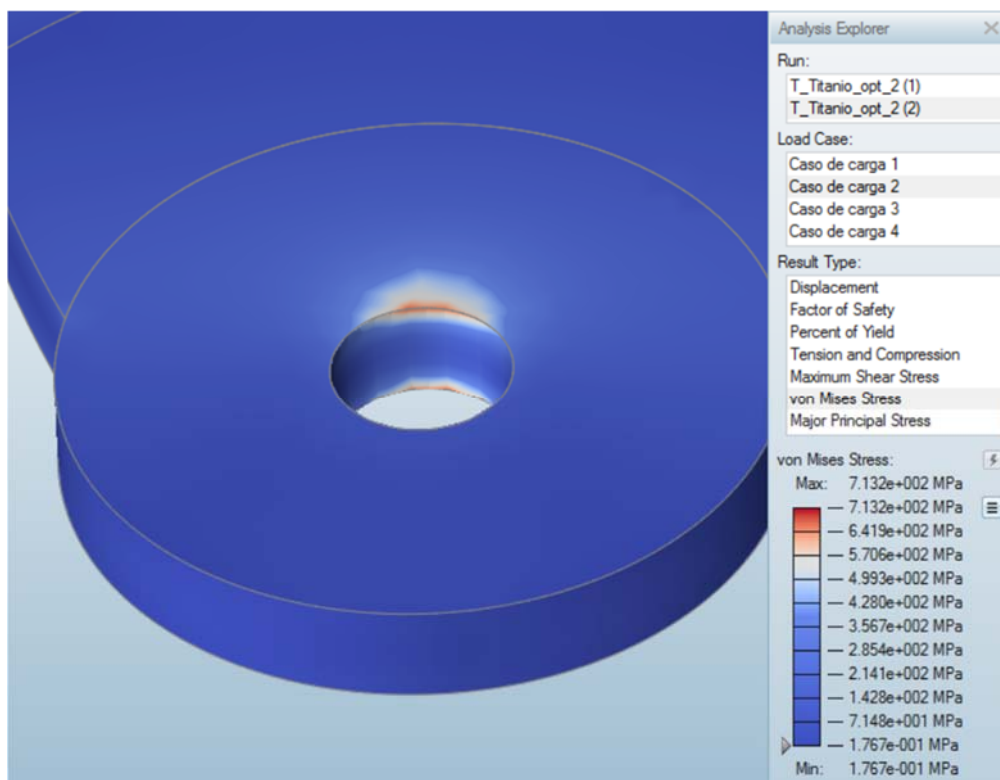 Analysis Explorer
Run:
T_Titanio_opt_2 (1)
T_Titanio_opt_2 (2)
Load Case:
Caso de carga 1
Caso de carga 2
Caso de carga 3
Caso de carga 4
Result Type:
Displacement
Factor of Safety
Percent of Yield
Tension and Compression
Maximum Shear Stress
von Mises Stress
Major Principal Stress
von Mises Stress:
Max: 7.132e+002 MPa
7.132e+002 MPa
6.419e+002 MPa
5.706e+002 MPa
4.993e+002 MPa
4.280e+002 MPa
3.567e+002 MPa
2.854e+002 MPa
2.141e+002 MPa
1.428e+002 MPa
7.148e+001 MPa
1.767e-001 MPa
Min: 1.767e-001 MPa